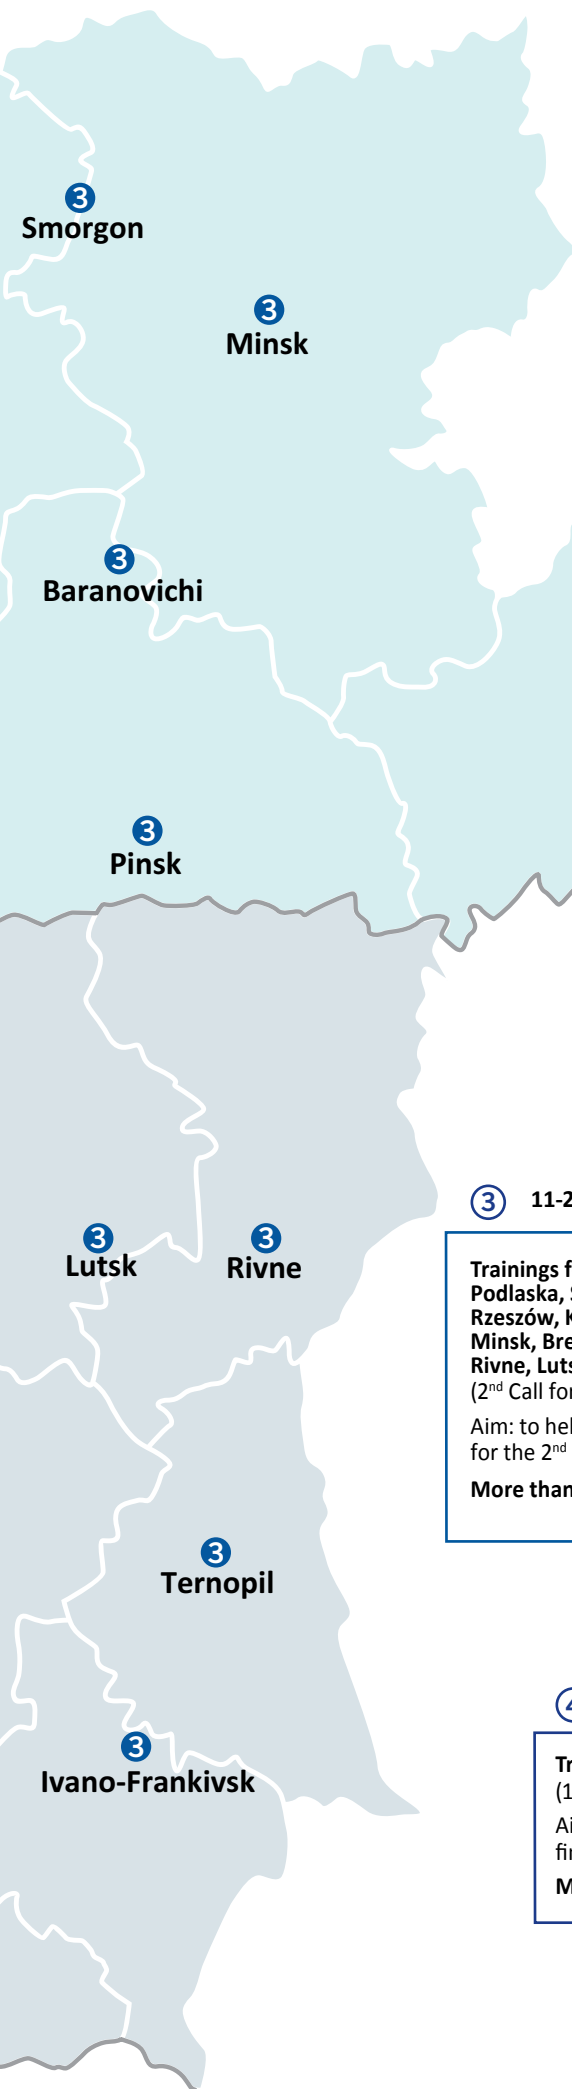 3
Smorgon
3
Minsk
3
Baranovichi
3
Pinsk
3
Lutsk
3
Rivne
3 11-2
Trainings f
Podlaska,
Rzeszów, K
Minsk, Bre
Rivne, Luts
(2nd Call for
Aim: to hel
for the 2nd
More than
3
Ternopil
3
Ivano-Frankivsk
4
Tr
(1
Ai
fin
M